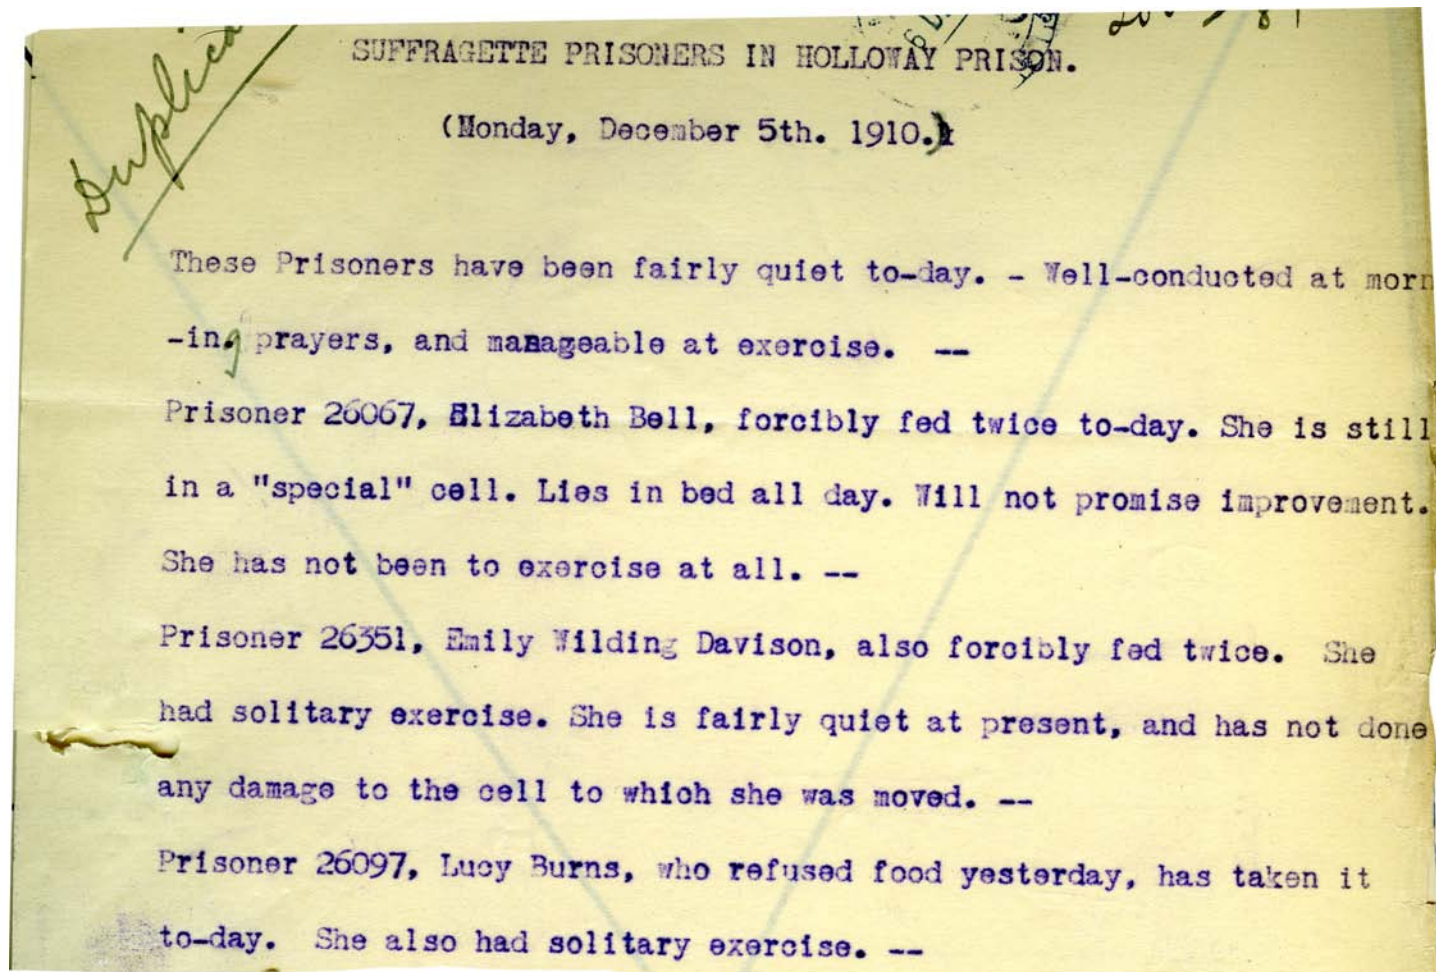 Duplica
SUFFRAGETTE PRISONERS IN HOLLOWAY PRISON.
(Monday, December 5th. 1910.)
These Prisoners have been fairly quiet to-day. - Well-conducted at morn
-ing prayers, and manageable at exercise. --
Prisoner 26067, Elizabeth Bell, forcibly fed twice to-day. She is still
in a "special" cell. Lies in bed all day. Will not promise improvement.
She has not been to exercise at all. --
Prisoner 26351, Emily Wilding Davison, also forcibly fed twice. She
had solitary exercise. She is fairly quiet at present, and has not done
any damage to the cell to which she was moved. --
Prisoner 26097, Lucy Burns, who refused food yesterday, has taken it
to-day. She also had solitary exercise. --